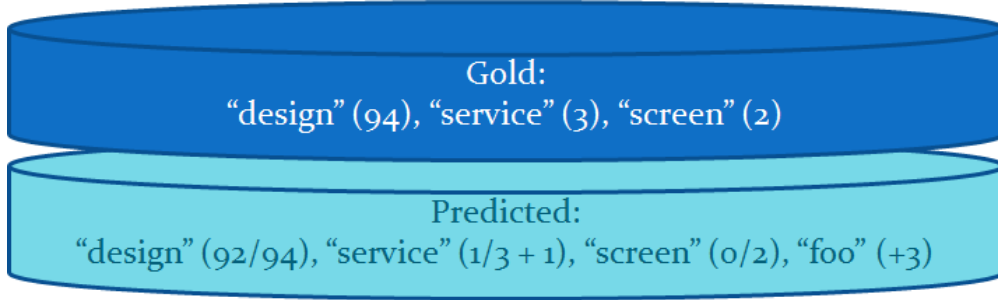 Gold:
“design” (94), “service” (3), “screen” (2)
Predicted:
“design” (92/94), “service” (1/3 + 1), “screen” (0/2), “foo” (+3)